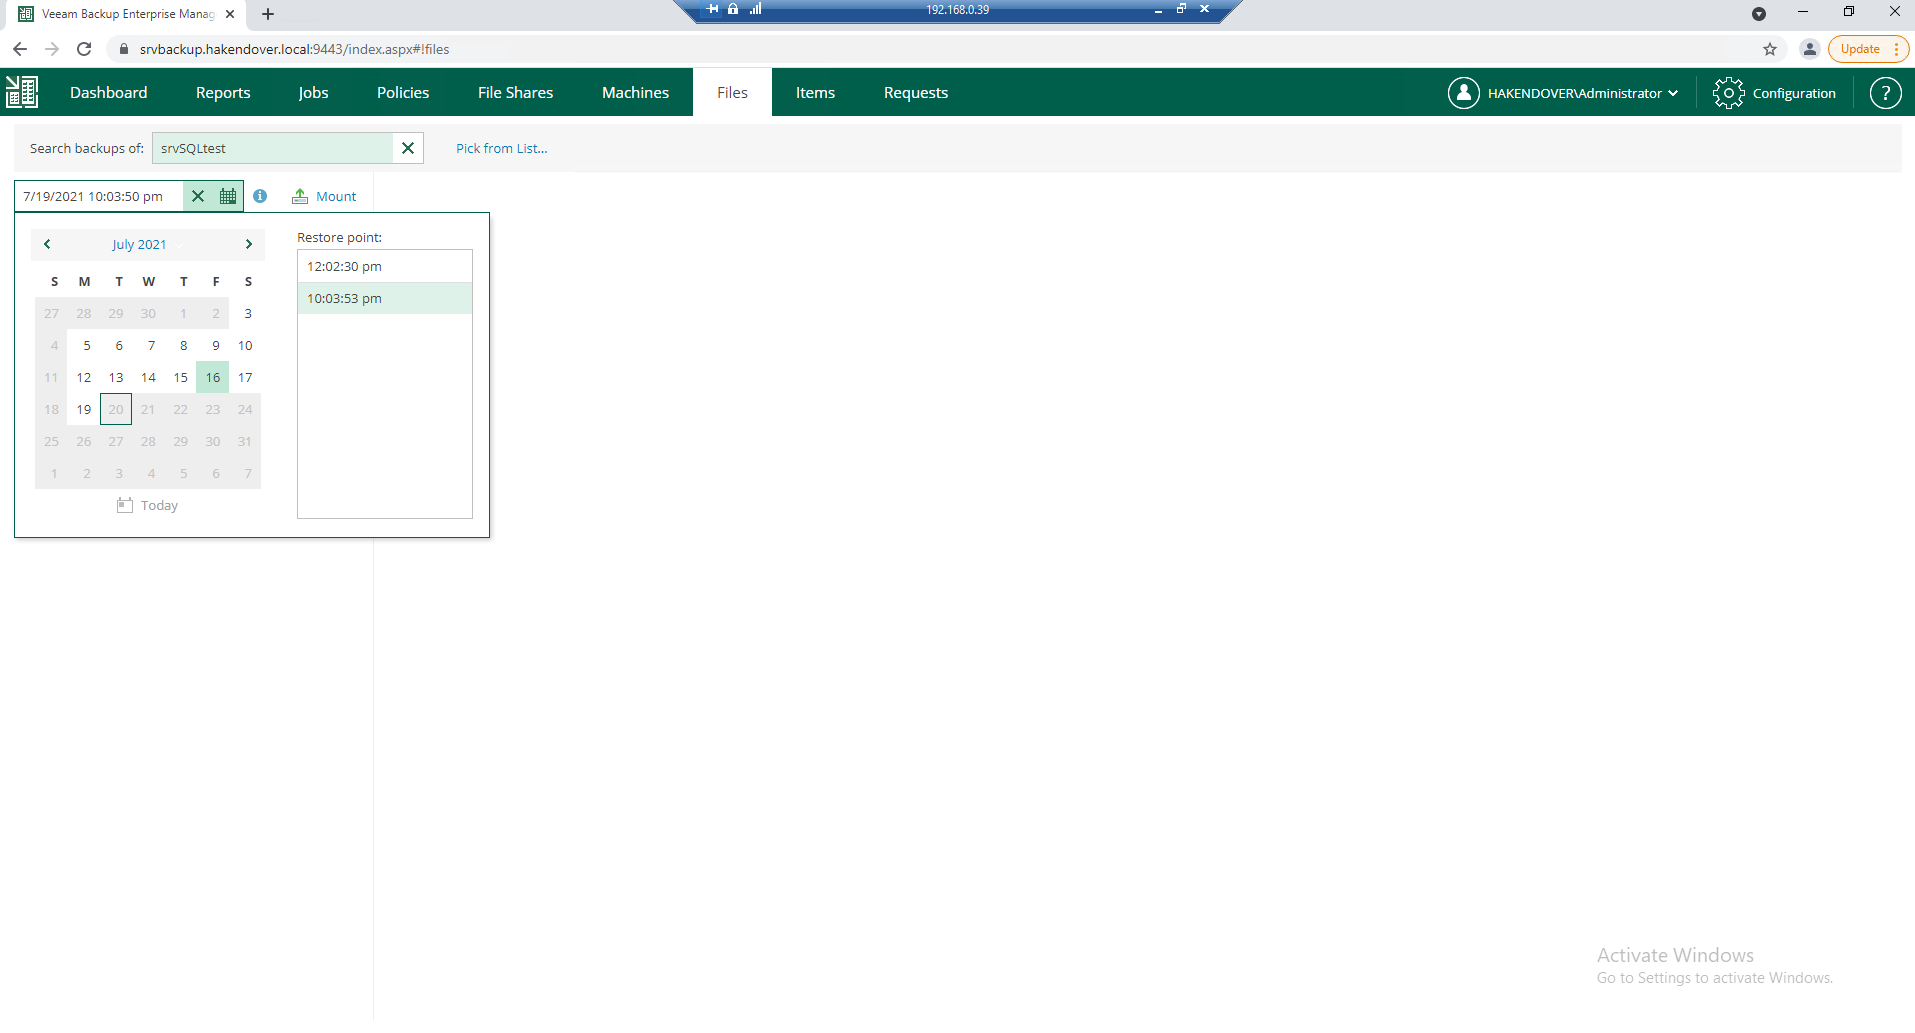 Veeam Backup Enterprise Manag
192.168.0.39
srvbackup.hakendover.local:9443/index.aspx#!files
Update
Dashboard Reports Jobs Policies File Shares Machines Files Items Requests HAKENDOVER\Administrator Configuration ?
Search backups of: srvSQLtest Pick from List...
7/19/2021 10:03:50 pm Mount
July 2021
S M T W T F S
27 28 29 30 1 2 3
4 5 6 7 8 9 10
11 12 13 14 15 16 17
18 19 20 21 22 23 24
25 26 27 28 29 30 31
1 2 3 4 5 6 7
Today
Restore point:
12:02:30 pm
10:03:53 pm
Activate Windows
Go to Settings to activate Windows.